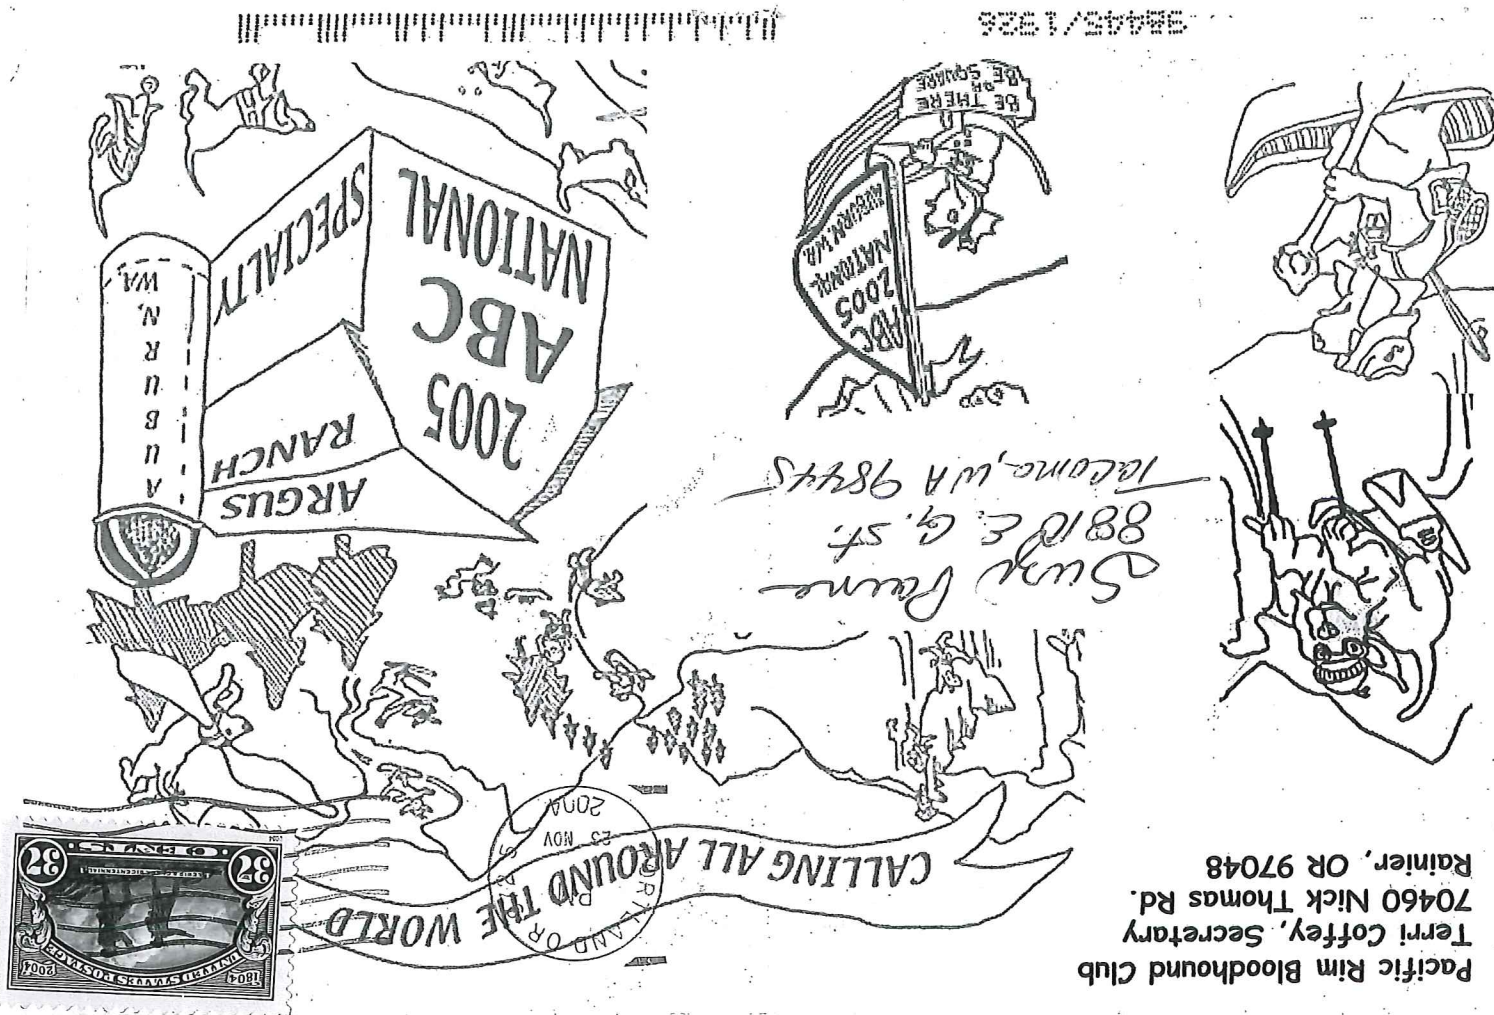 Pacific Rim Bloodhound Club
Terri Coffey, Secretary
70460 Nick Thomas Rd.
Rainier, OR 97048
CALLING ALL AROUND THE WORLD
PORTLAND OR
23 NOV
2004
UNITED STATES POSTAGE
1804
2004
37
37
Suzi
8810 E. G. St.
Tacoma, WA 98445
ARGUS
RANCH
SPECIALTY
2005
ABC
NATIONAL
AUBURN,
WA.
ABC
2005
NATIONAL
AUBURN WA.
BE THERE
OR
BE SQUARE
98445/1926